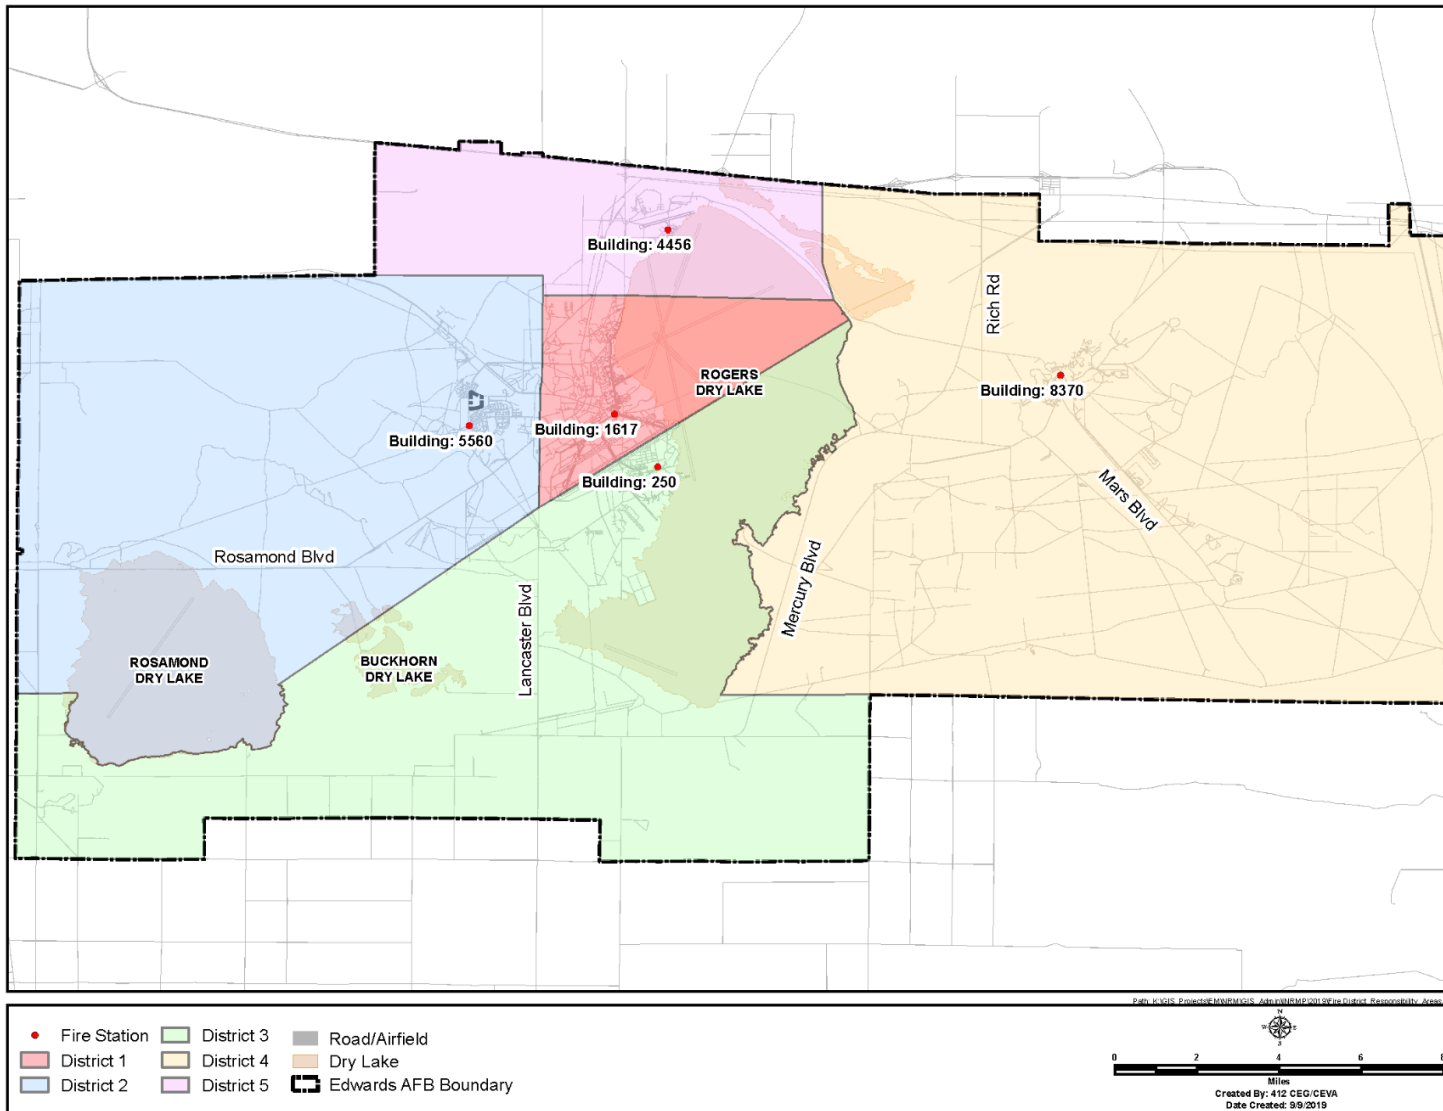 Building: 4456
Rich Rd
ROGERS
DRY LAKE
Building: 8370
Building: 5560
Building: 1617
Building: 250
Mars Blvd
Rosamond Blvd
Mercury Blvd
Lancaster Blvd
ROSAMOND
DRY LAKE
BUCKHORN
DRY LAKE
Fire Station
District 1
District 2
District 3
District 4
District 5
Road/Airfield
Dry Lake
Edwards AFB Boundary
N
W E
S
0 2 4 6 8
Miles
Created By: 412 CEG/CEVA
Date Created: 9/9/2019